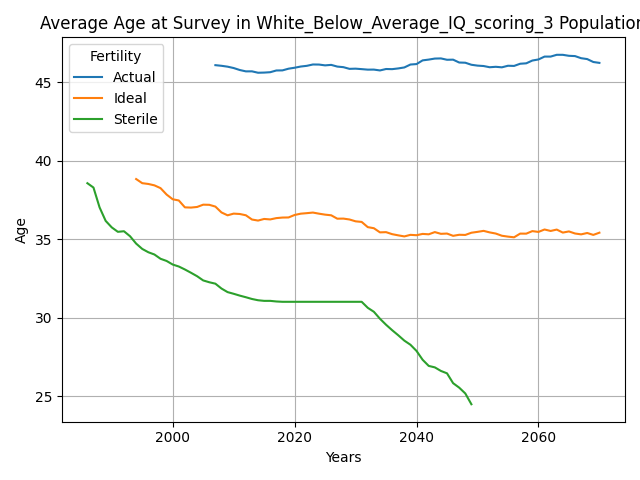 Average Age at Survey in White_Below_Average_IQ_scoring_3 Population
Fertility
Actual
Ideal
Sterile
Age
45
40
35
30
25
2000
2020
2040
2060
Years